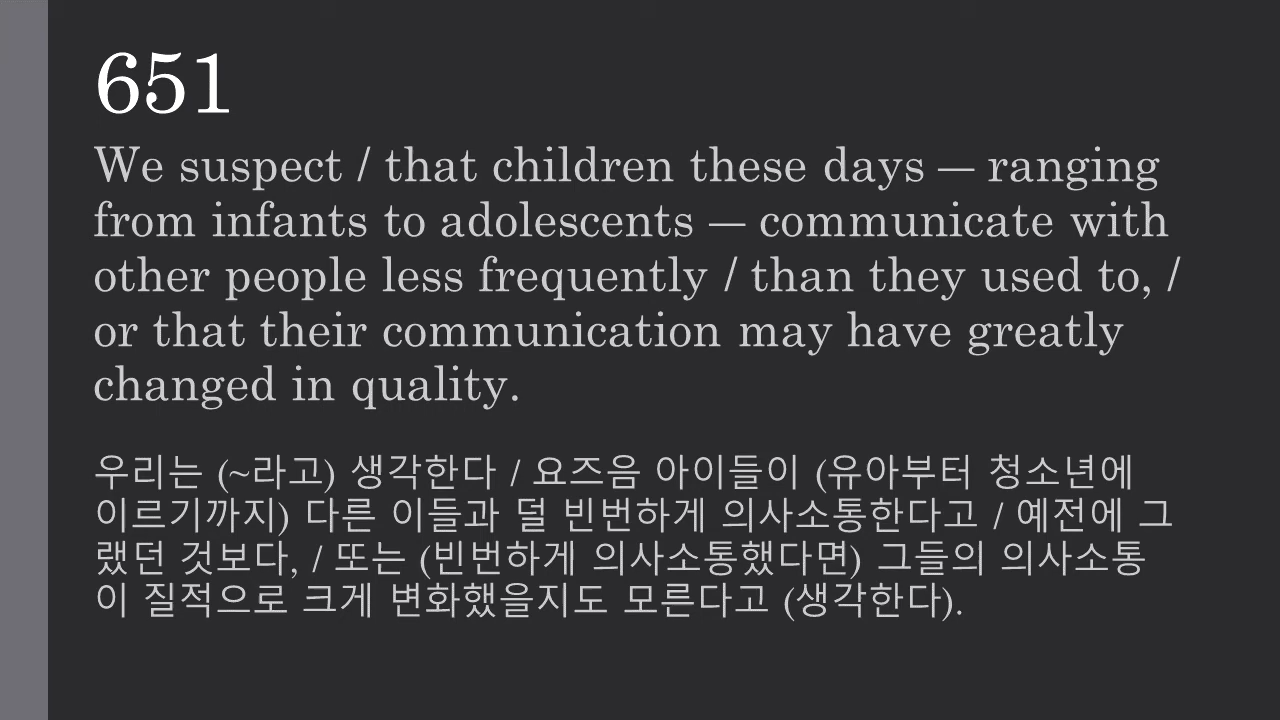 651
We suspect / that children these days — ranging
from infants to adolescents — communicate with
other people less frequently / than they used to, /
or that their communication may have greatly
changed in quality.
우리는 (~라고) 생각한다 / 요즈음 아이들이 (유아부터 청소년에
이르기까지) 다른 이들과 덜 빈번하게 의사소통한다고 / 예전에 그
랬던 것보다, / 또는 (빈번하게 의사소통했다면) 그들의 의사소통
이 질적으로 크게 변화했을지도 모른다고 (생각한다).